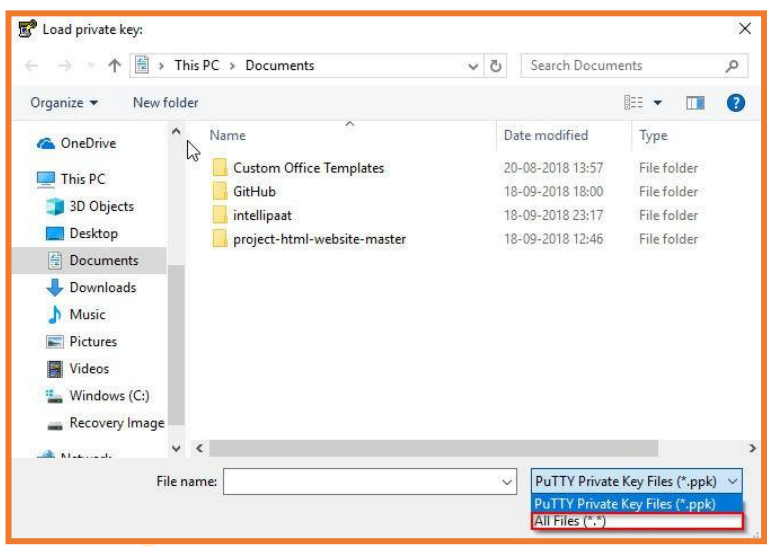 Load private key:
This PC > Documents
Search Documents
Organize
New folder
Name
Date modified
Type
OneDrive
This PC
3D Objects
Desktop
Documents
Downloads
Music
Pictures
Videos
Windows (C:)
Recovery Image
Network
Custom Office Templates 20-08-2018 13:57 File folder
GitHub 18-09-2018 18:00 File folder
intellipaat 18-09-2018 23:17 File folder
project-html-website-master 18-09-2018 12:46 File folder
File name:
PuTTY Private Key Files (*.ppk)
PuTTY Private Key Files (*.ppk)
All Files (*.*)